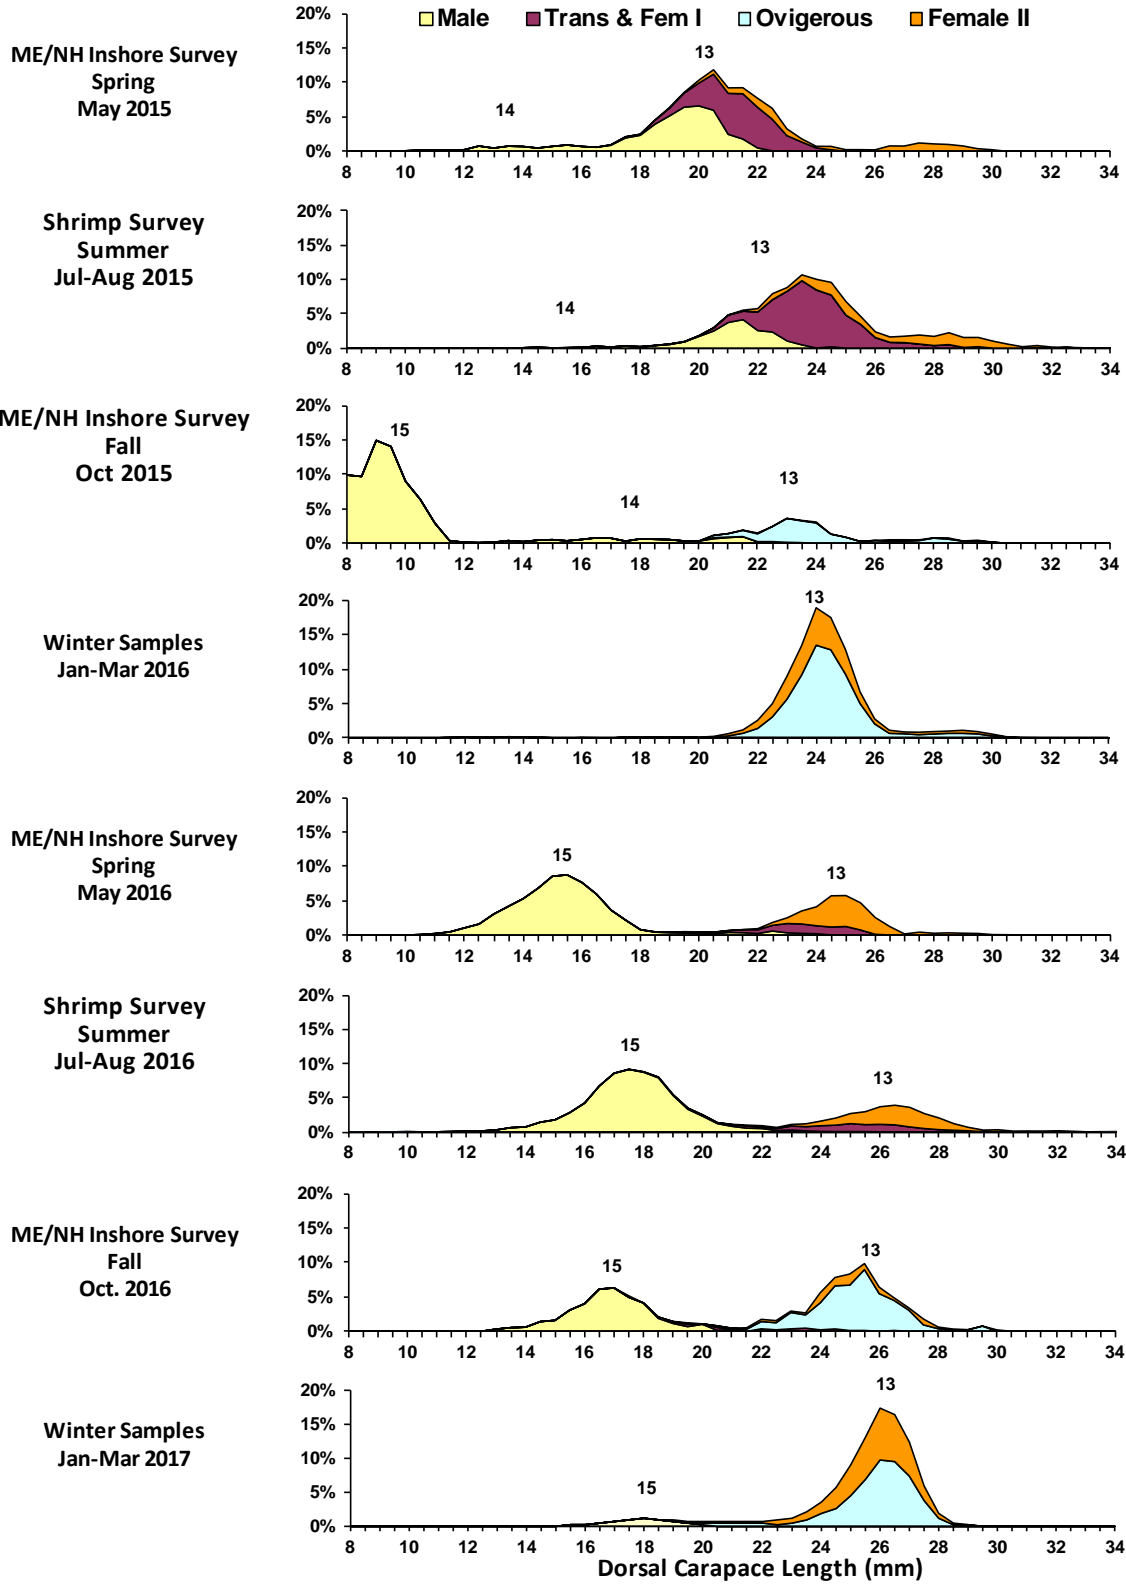 Male Trans & Fem I Ovigerous Female II
ME/NH Inshore Survey
Spring
May 2015
20%
15%
10%
5%
0%
14
13
8 10 12 14 16 18 20 22 24 26 28 30 32 34
Shrimp Survey
Summer
Jul-Aug 2015
20%
15%
10%
5%
0%
14
13
8 10 12 14 16 18 20 22 24 26 28 30 32 34
ME/NH Inshore Survey
Fall
Oct 2015
20%
15%
10%
5%
0%
15
14
13
8 10 12 14 16 18 20 22 24 26 28 30 32 34
Winter Samples
Jan-Mar 2016
20%
15%
10%
5%
0%
13
8 10 12 14 16 18 20 22 24 26 28 30 32 34
ME/NH Inshore Survey
Spring
May 2016
20%
15%
10%
5%
0%
15
13
8 10 12 14 16 18 20 22 24 26 28 30 32 34
Shrimp Survey
Summer
Jul-Aug 2016
20%
15%
10%
5%
0%
15
13
8 10 12 14 16 18 20 22 24 26 28 30 32 34
ME/NH Inshore Survey
Fall
Oct. 2016
20%
15%
10%
5%
0%
15
13
8 10 12 14 16 18 20 22 24 26 28 30 32 34
Winter Samples
Jan-Mar 2017
20%
15%
10%
5%
0%
15
13
8 10 12 14 16 18 20 22 24 26 28 30 32 34
Dorsal Carapace Length (mm)